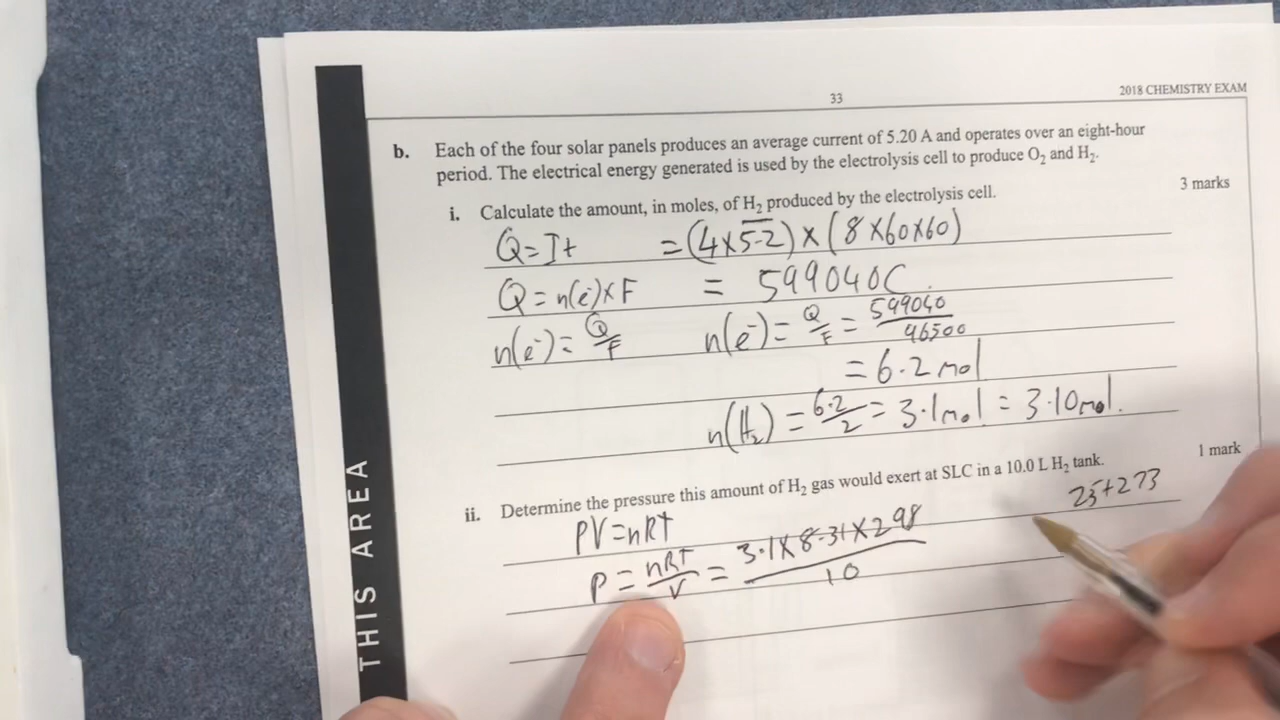 33
2018 CHEMISTRY EXAM
b. Each of the four solar panels produces an average current of 5.20 A and operates over an eight-hour
period. The electrical energy generated is used by the electrolysis cell to produce O₂ and H₂.
i. Calculate the amount, in moles, of H₂ produced by the electrolysis cell.
3 marks
Q=It = (4×5.2) × (8×60×60)
Q = n(e⁻)×F = 599040C.
n(e⁻) = Q/F n(e⁻) = Q/F = 599040/96500
= 6.2 mol
n(H₂) = 6.2/2 = 3.1mol = 3.10mol.
ii. Determine the pressure this amount of H₂ gas would exert at SLC in a 10.0 L H₂ tank.
1 mark
PV=nRT
25+273
P = nRT/V = 3.1×8.31×298/10
THIS AREA